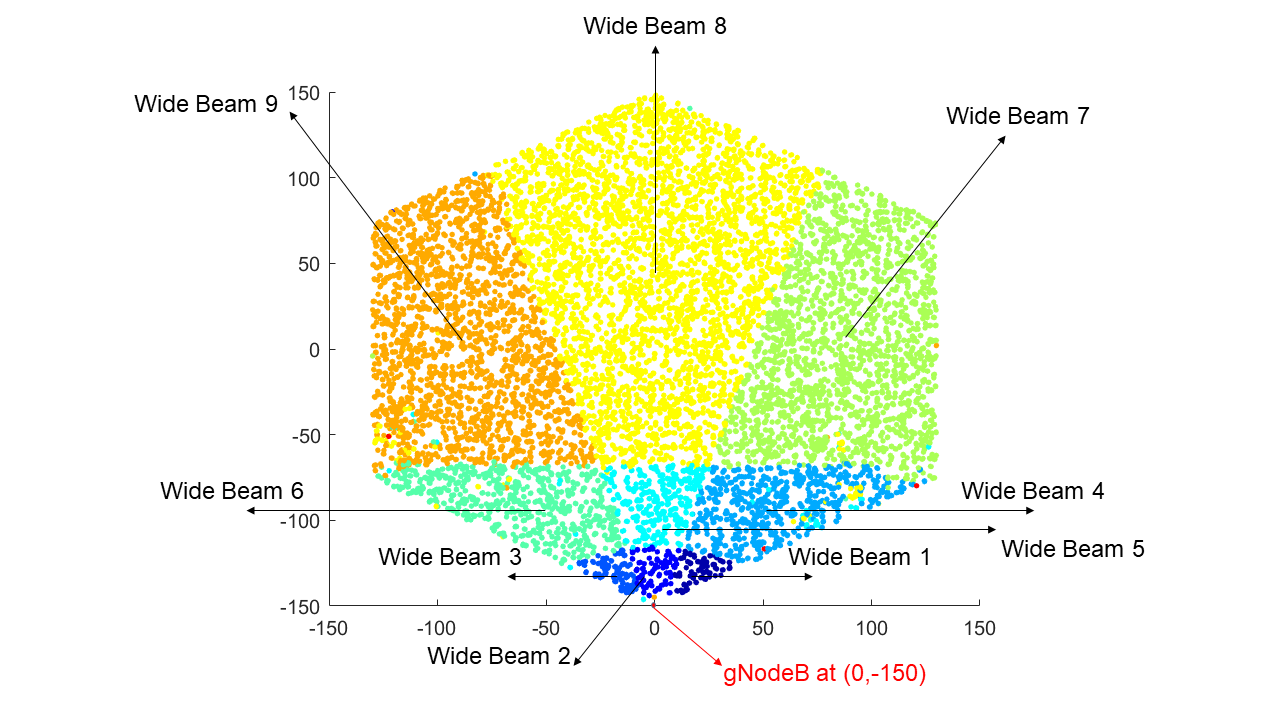 Wide Beam 8
150
Wide Beam 9
Wide Beam 7
100
50
0
-50
Wide Beam 6
Wide Beam 4
-100
Wide Beam 5
Wide Beam 3
Wide Beam 1
-150
-150 -100 -50 0 50 100 150
Wide Beam 2
gNodeB at (0,-150)